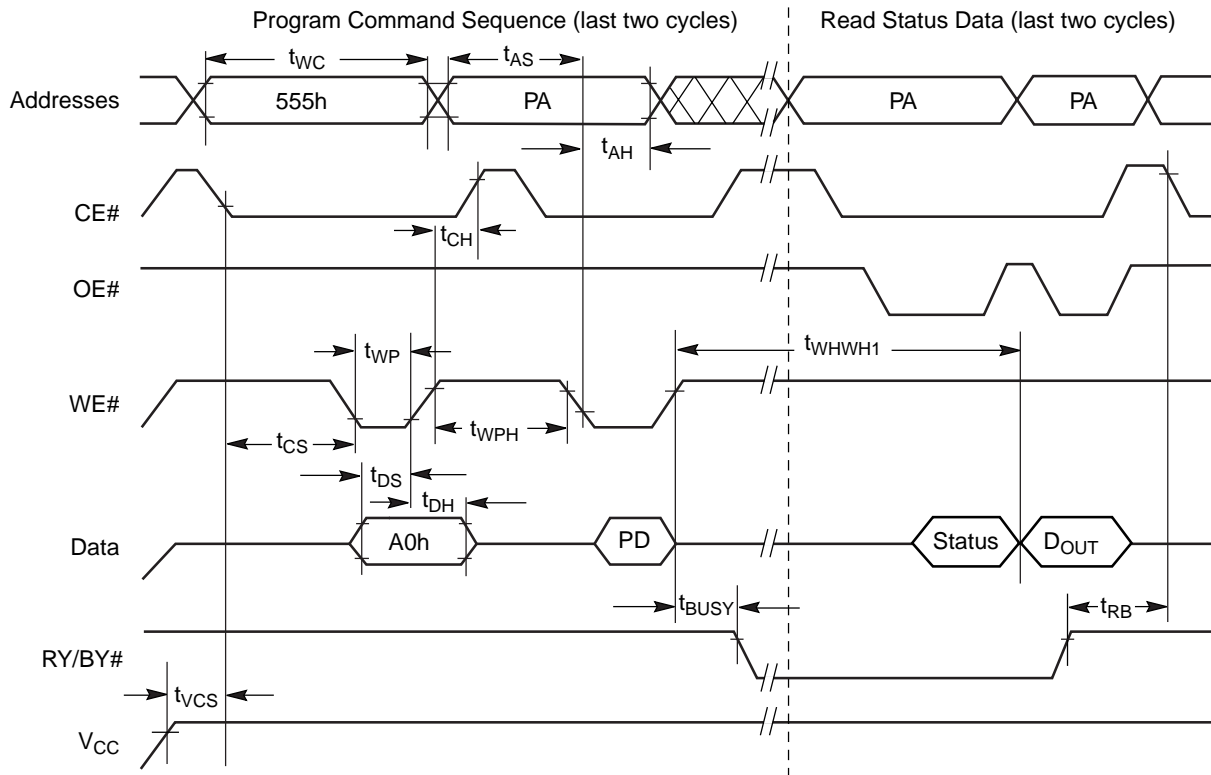 Program Command Sequence (last two cycles)
Read Status Data (last two cycles)
tWC
tAS
Addresses
555h
PA
PA
PA
tAH
CE#
tCH
OE#
tWP
tWHWH1
WE#
tCS
tWPH
tDS
tDH
Data
A0h
PD
Status
DOUT
tBUSY
tRB
RY/BY#
tVCS
VCC